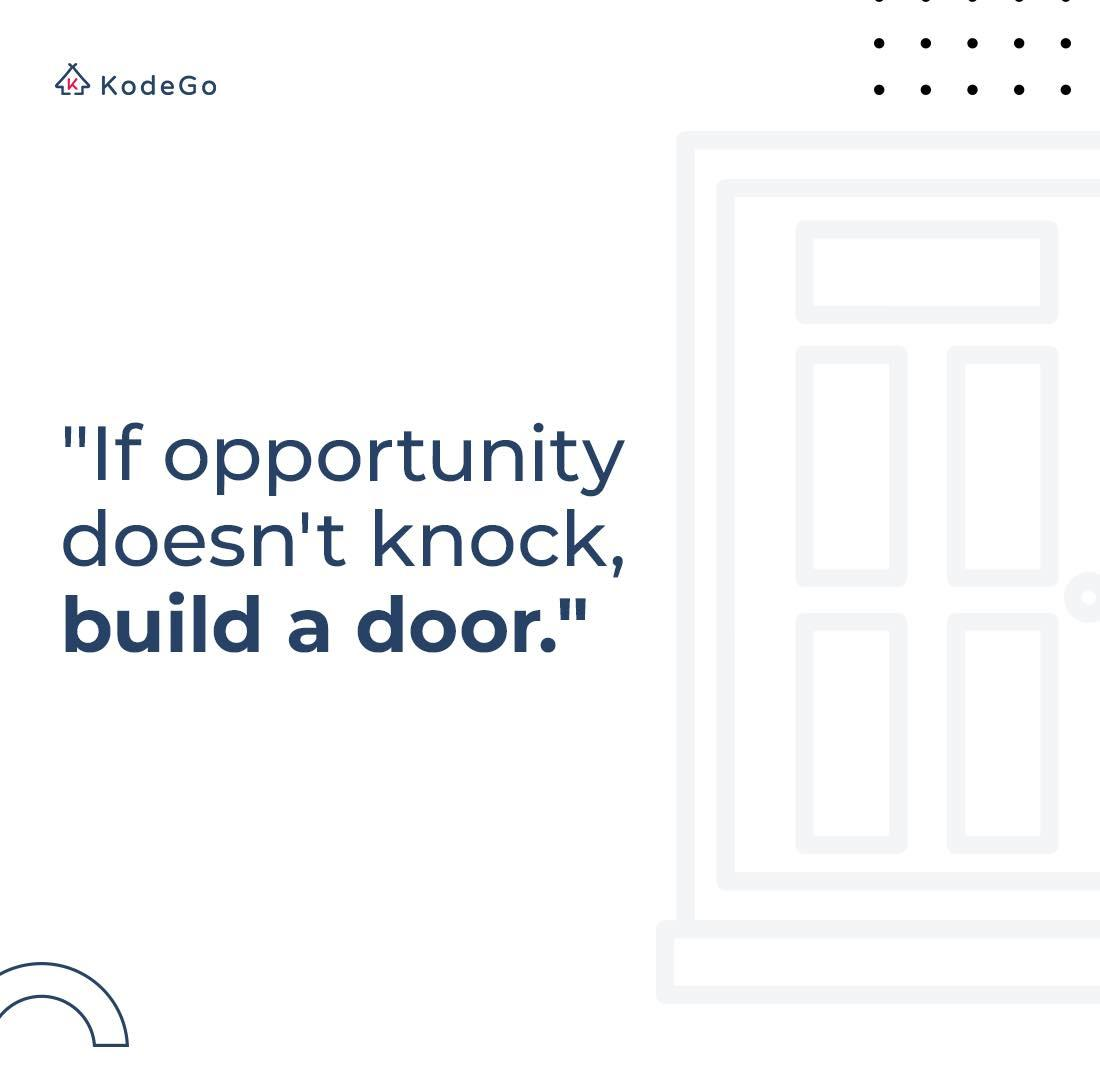 KodeGo
"If opportunity
doesn't knock,
build a door."